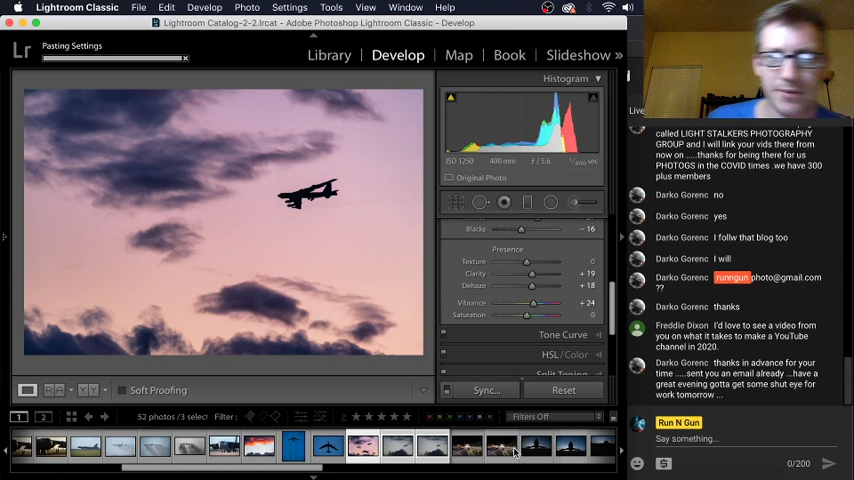 Lightroom Classic File Edit Develop Photo Settings Tools View Window Help
Lightroom Catalog-2-2.lrcat - Adobe Photoshop Lightroom Classic - Develop
Lr Pasting Settings
Library Develop Map Book Slideshow »
Histogram
ISO 1250 400 mm ƒ / 5.6
Original Photo
Blacks - 16
Presence
Texture 0
Clarity + 19
Dehaze + 18
Vibrance + 24
Saturation 0
Tone Curve
HSL / Color
Split Toning
Soft Proofing
Sync...
Reset
1 2 52 photos /3 select Filter :
Filters Off
Live
called LIGHT STALKERS PHOTOGRAPHY
GROUP and I will link your vids there from
now on .....thanks for being there for us
PHOTOGS in the COVID times .we have 300
plus members
Darko Gorenc no
Darko Gorenc yes
Darko Gorenc I follw that blog too
Darko Gorenc I will
Darko Gorenc runngunphoto@gmail.com
??
Darko Gorenc thanks
Freddie Dixon I'd love to see a video from
you on what it takes to make a YouTube
channel in 2020.
Darko Gorenc thanks in advance for your
time .....sent you an email already ...have a
great evening gotta get some shut eye for
work tomorrow ...
Run N Gun
Say something...
0/200